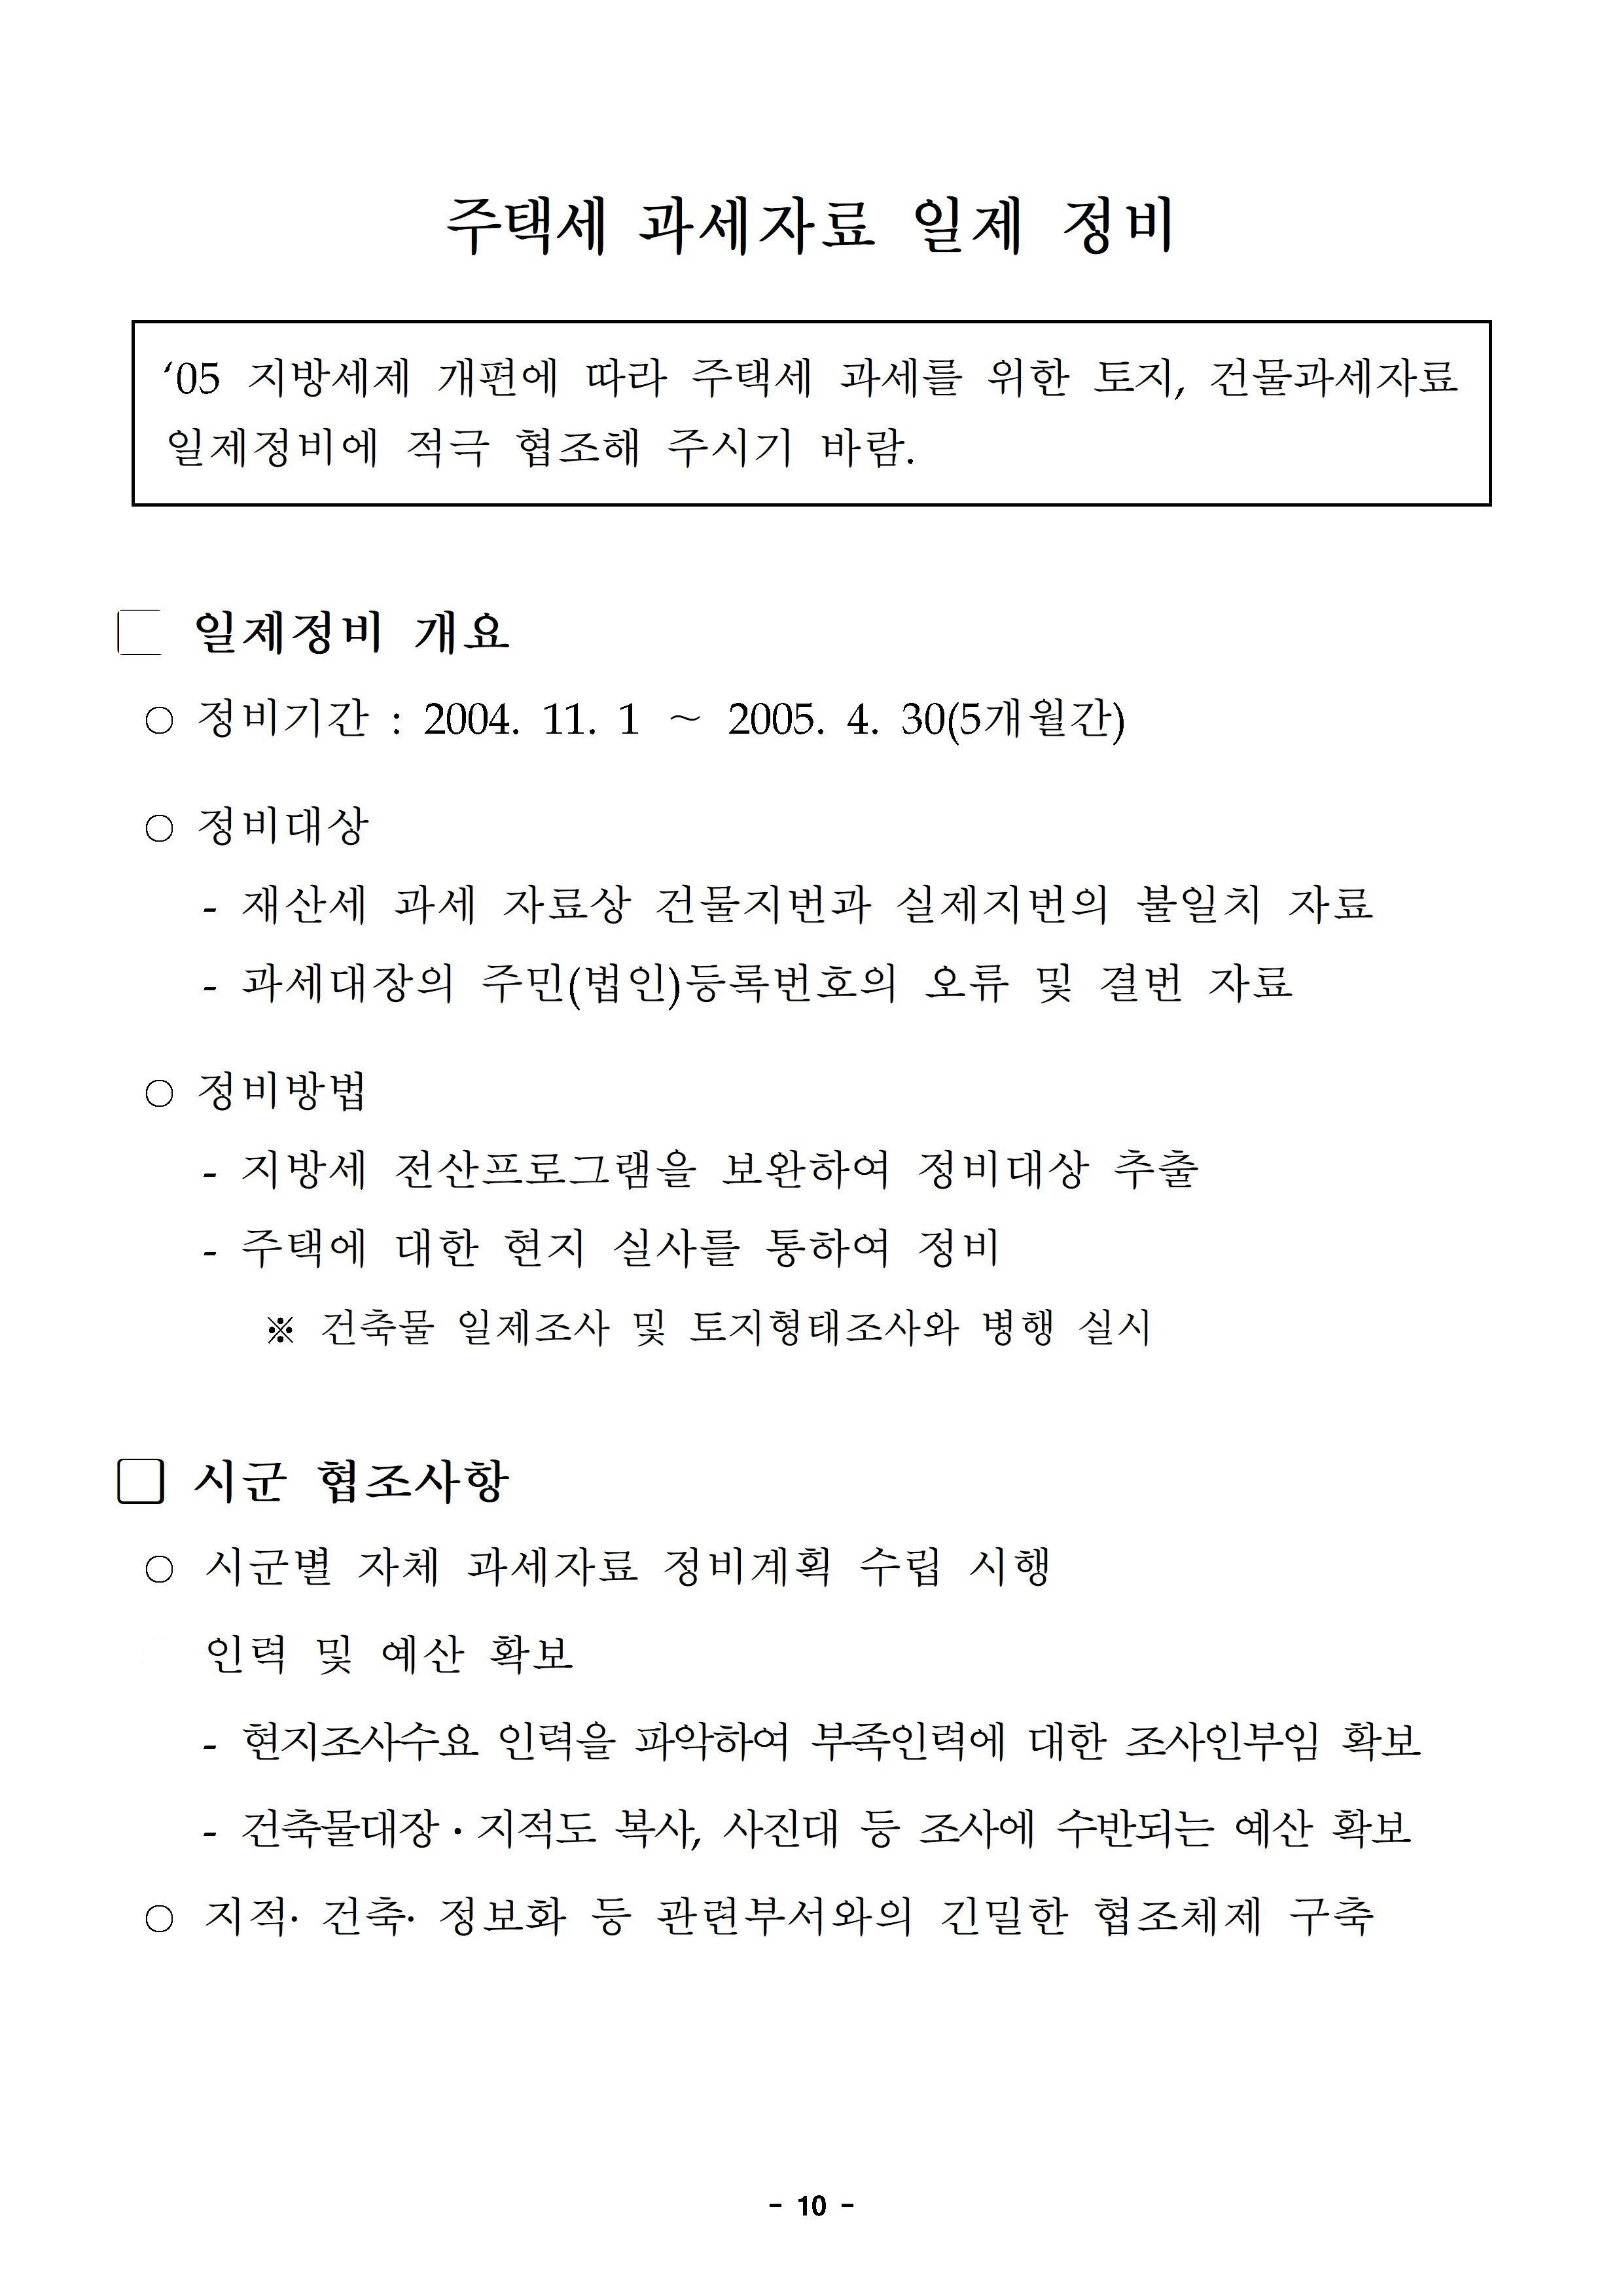 주택세 과세자료 일제 정비
‘05 지방세제 개편에 따라 주택세 과세를 위한 토지, 건물과세자료
일제정비에 적극 협조해 주시기 바람.
□ 일제정비 개요
○ 정비기간 : 2004. 11. 1 ~ 2005. 4. 30(5개월간)
○ 정비대상
- 재산세 과세 자료상 건물지번과 실제지번의 불일치 자료
- 과세대장의 주민(법인)등록번호의 오류 및 결번 자료
○ 정비방법
- 지방세 전산프로그램을 보완하여 정비대상 추출
- 주택에 대한 현지 실사를 통하여 정비
※ 건축물 일제조사 및 토지형태조사와 병행 실시
□ 시군 협조사항
○ 시군별 자체 과세자료 정비계획 수립 시행
인력 및 예산 확보
- 현지조사수요 인력을 파악하여 부족인력에 대한 조사인부임 확보
- 건축물대장·지적도 복사, 사진대 등 조사에 수반되는 예산 확보
○ 지적· 건축· 정보화 등 관련부서와의 긴밀한 협조체제 구축
- 10 -